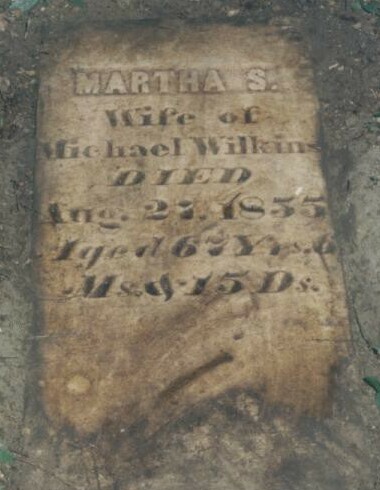 MARTHA S.
Wife of
Michael Wilkins
DIED
Aug. 27, 1855
Aged 67 Yrs. 6
Ms. & 15 Ds.